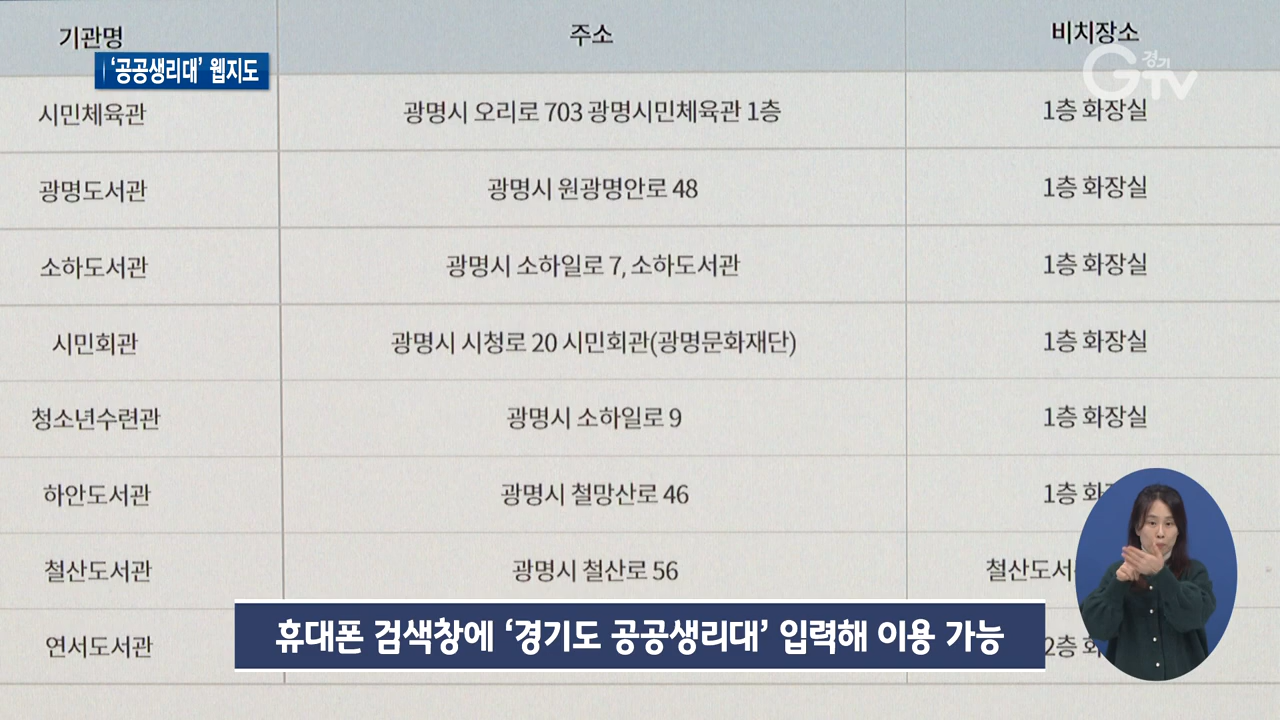 기관명 주소 비치장소
‘공공생리대’ 웹지도
경기
GTV
시민체육관 광명시 오리로 703 광명시민체육관 1층 1층 화장실
광명도서관 광명시 원광명안로 48 1층 화장실
소하도서관 광명시 소하일로 7, 소하도서관 1층 화장실
시민회관 광명시 시청로 20 시민회관(광명문화재단) 1층 화장실
청소년수련관 광명시 소하일로 9 1층 화장실
하안도서관 광명시 철망산로 46 1층
철산도서관 광명시 철산로 56
연서도서관 2층
휴대폰 검색창에 ‘경기도 공공생리대’ 입력해 이용 가능